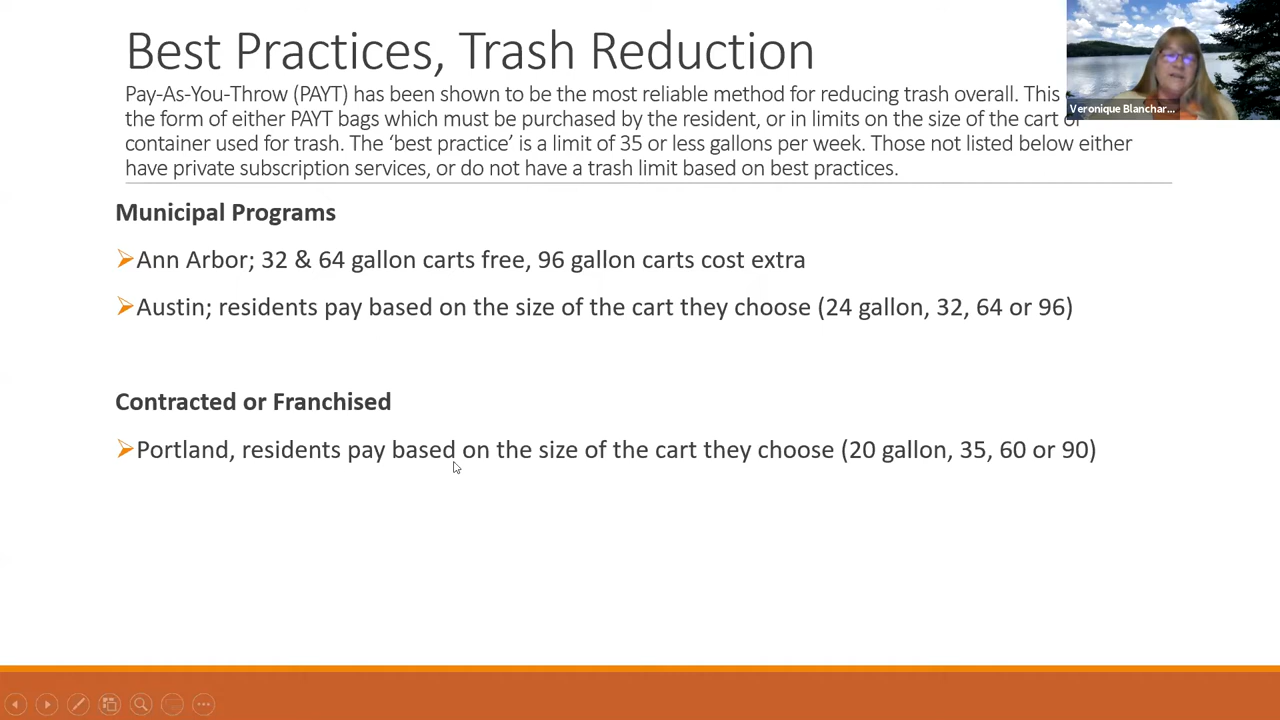 Best Practices, Trash Reduction
Pay-As-You-Throw (PAYT) has been shown to be the most reliable method for reducing trash overall. This
the form of either PAYT bags which must be purchased by the resident, or in limits on the size of the cart or
container used for trash. The ‘best practice’ is a limit of 35 or less gallons per week. Those not listed below either
have private subscription services, or do not have a trash limit based on best practices.
Veronique Blanchar...
Municipal Programs
Ann Arbor; 32 & 64 gallon carts free, 96 gallon carts cost extra
Austin; residents pay based on the size of the cart they choose (24 gallon, 32, 64 or 96)
Contracted or Franchised
Portland, residents pay based on the size of the cart they choose (20 gallon, 35, 60 or 90)